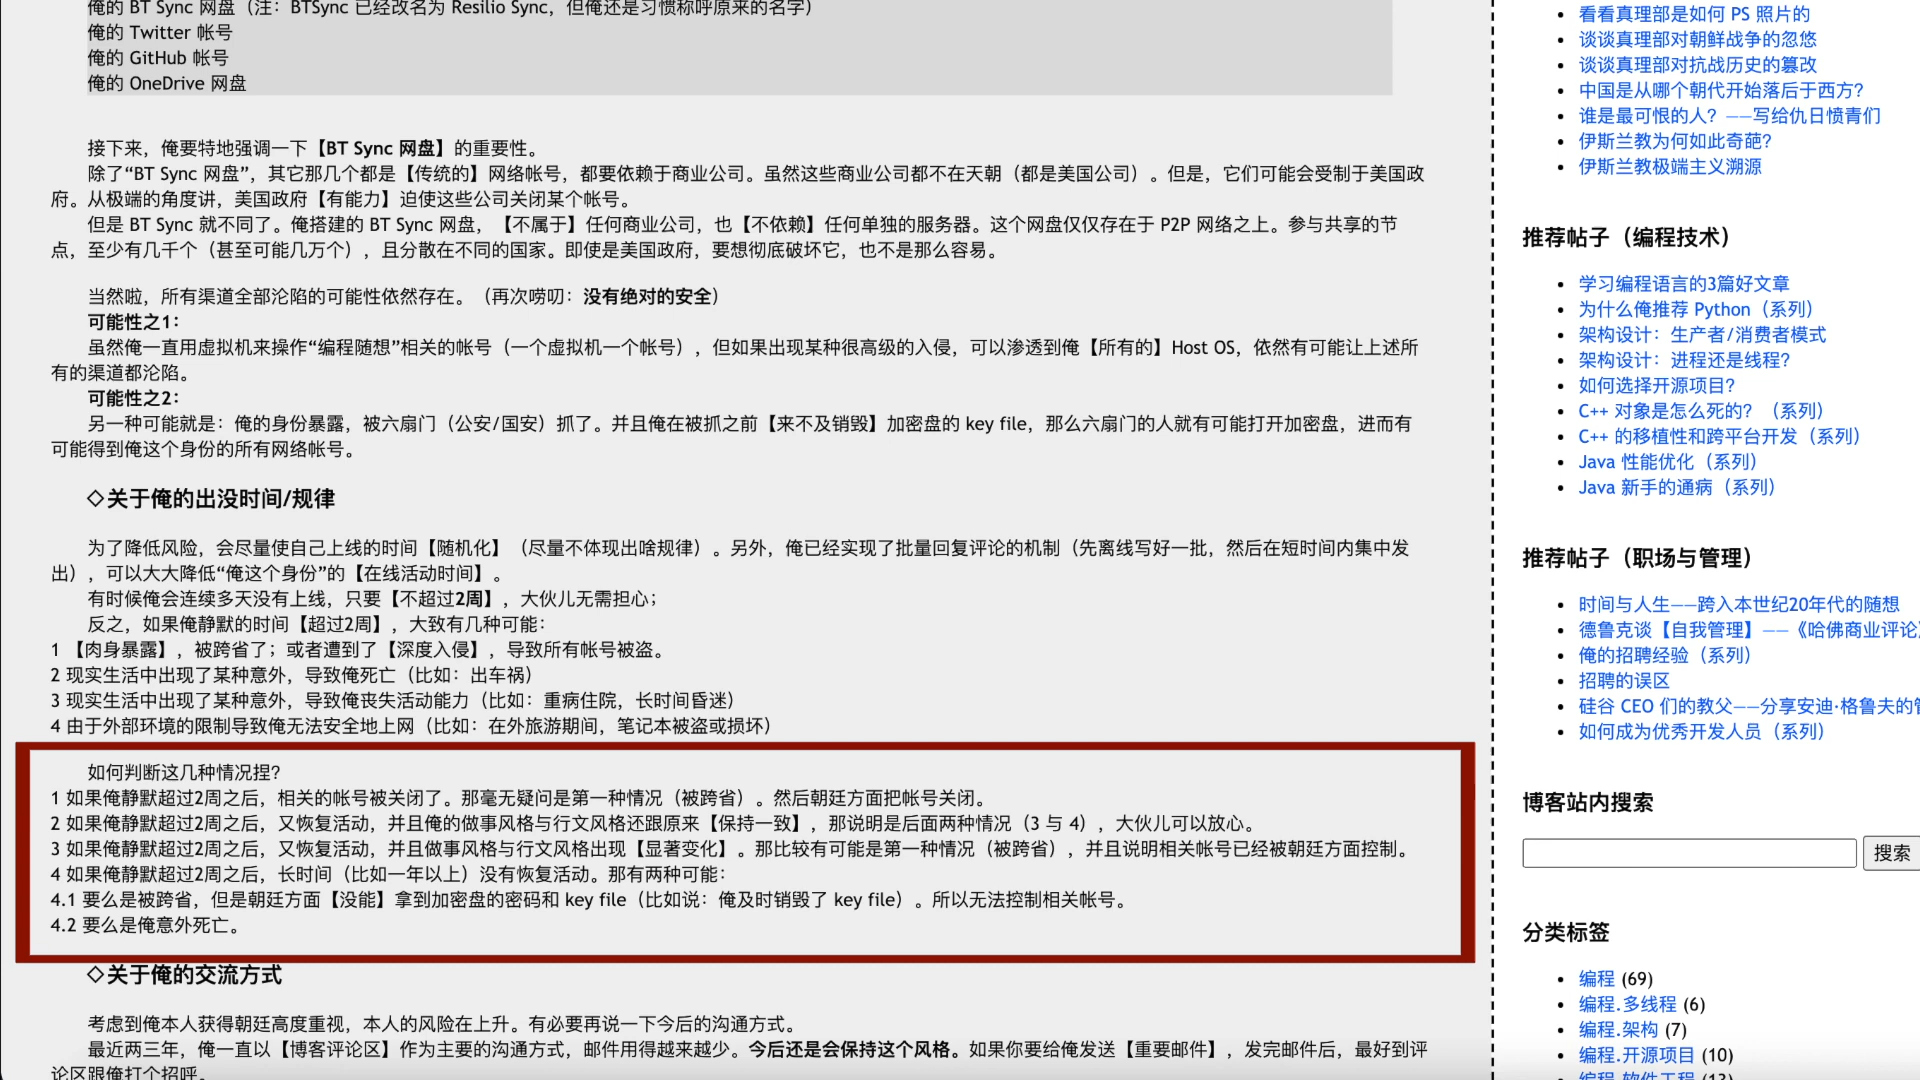 俺的 BT Sync 网盘（注：BTSync 已经改名为 Resilio Sync，但俺还是习惯称呼原来的名字）
俺的 Twitter 帐号
俺的 GitHub 帐号
俺的 OneDrive 网盘
接下来，俺要特地强调一下【BT Sync 网盘】的重要性。
除了“BT Sync 网盘”，其它那几个都是【传统的】网络帐号，都要依赖于商业公司。虽然这些商业公司都不在天朝（都是美国公司）。但是，它们可能会受制于美国政
府。从极端的角度讲，美国政府【有能力】迫使这些公司关闭某个帐号。
但是 BT Sync 就不同了。俺搭建的 BT Sync 网盘，【不属于】任何商业公司，也【不依赖】任何单独的服务器。这个网盘仅仅存在于 P2P 网络之上。参与共享的节
点，至少有几千个（甚至可能几万个），且分散在不同的国家。即使是美国政府，要想彻底破坏它，也不是那么容易。
当然啦，所有渠道全部沦陷的可能性依然存在。（再次唠叨：没有绝对的安全）
可能性之1：
虽然俺一直用虚拟机来操作“编程随想”相关的帐号（一个虚拟机一个帐号），但如果出现某种很高级的入侵，可以渗透到俺【所有的】Host OS，依然有可能让上述所
有的渠道都沦陷。
可能性之2：
另一种可能就是：俺的身份暴露，被六扇门（公安/国安）抓了。并且俺在被抓之前【来不及销毁】加密盘的 key file，那么六扇门的人就有可能打开加密盘，进而有
可能得到俺这个身份的所有网络帐号。
◇关于俺的出没时间/规律
为了降低风险，会尽量使自己上线的时间【随机化】（尽量不体现出啥规律）。另外，俺已经实现了批量回复评论的机制（先离线写好一批，然后在短时间内集中发
出），可以大大降低“俺这个身份”的【在线活动时间】。
有时候俺会连续多天没有上线，只要【不超过2周】，大伙儿无需担心；
反之，如果俺静默的时间【超过2周】，大致有几种可能：
1 【肉身暴露】，被跨省了；或者遭到了【深度入侵】，导致所有帐号被盗。
2 现实生活中出现了某种意外，导致俺死亡（比如：出车祸）
3 现实生活中出现了某种意外，导致俺丧失活动能力（比如：重病住院，长时间昏迷）
4 由于外部环境的限制导致俺无法安全地上网（比如：在外旅游期间，笔记本被盗或损坏）
如何判断这几种情况捏？
1 如果俺静默超过2周之后，相关的帐号被关闭了。那毫无疑问是第一种情况（被跨省）。然后朝廷方面把帐号关闭。
2 如果俺静默超过2周之后，又恢复活动，并且俺的做事风格与行文风格还跟原来【保持一致】，那说明是后面两种情况（3 与 4），大伙儿可以放心。
3 如果俺静默超过2周之后，又恢复活动，并且做事风格与行文风格出现【显著变化】。那比较有可能是第一种情况（被跨省），并且说明相关帐号已经被朝廷方面控制。
4 如果俺静默超过2周之后，长时间（比如一年以上）没有恢复活动。那有两种可能：
4.1 要么是被跨省，但是朝廷方面【没能】拿到加密盘的密码和 key file（比如说：俺及时销毁了 key file）。所以无法控制相关帐号。
4.2 要么是俺意外死亡。
◇关于俺的交流方式
考虑到俺本人获得朝廷高度重视，本人的风险在上升。有必要再说一下今后的沟通方式。
最近两三年，俺一直以【博客评论区】作为主要的沟通方式，邮件用得越来越少。今后还是会保持这个风格。如果你要给俺发送【重要邮件】，发完邮件后，最好到评
论区跟俺打个招呼。
看看真理部是如何 PS 照片的
谈谈真理部对朝鲜战争的忽悠
谈谈真理部对抗战历史的篡改
中国是从哪个朝代开始落后于西方？
谁是最可恨的人？——写给仇日愤青们
伊斯兰教为何如此奇葩？
伊斯兰教极端主义溯源
推荐帖子（编程技术）
学习编程语言的3篇好文章
为什么俺推荐 Python（系列）
架构设计：生产者/消费者模式
架构设计：进程还是线程？
如何选择开源项目？
C++ 对象是怎么死的？（系列）
C++ 的移植性和跨平台开发（系列）
Java 性能优化（系列）
Java 新手的通病（系列）
推荐帖子（职场与管理）
时间与人生——跨入本世纪20年代的随想
德鲁克谈【自我管理】——《哈佛商业评论
俺的招聘经验（系列）
招聘的误区
硅谷 CEO 们的教父——分享安迪·格鲁夫的管
如何成为优秀开发人员（系列）
博客站内搜索
搜索
分类标签
编程 (69)
编程.多线程 (6)
编程.架构 (7)
编程.开源项目 (10)
编程.软件工程 (13)